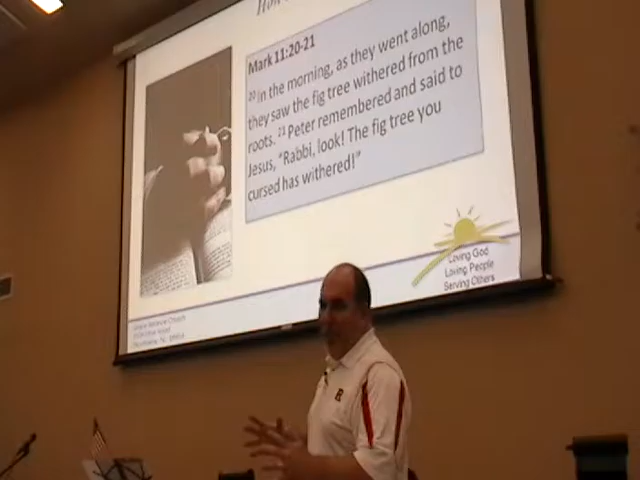 Mark 11:20-21
20 In the morning, as they went along,
they saw the fig tree withered from the
roots. 21 Peter remembered and said to
Jesus, "Rabbi, look! The fig tree you
cursed has withered!"
Loving God
Loving People
Serving Others
R